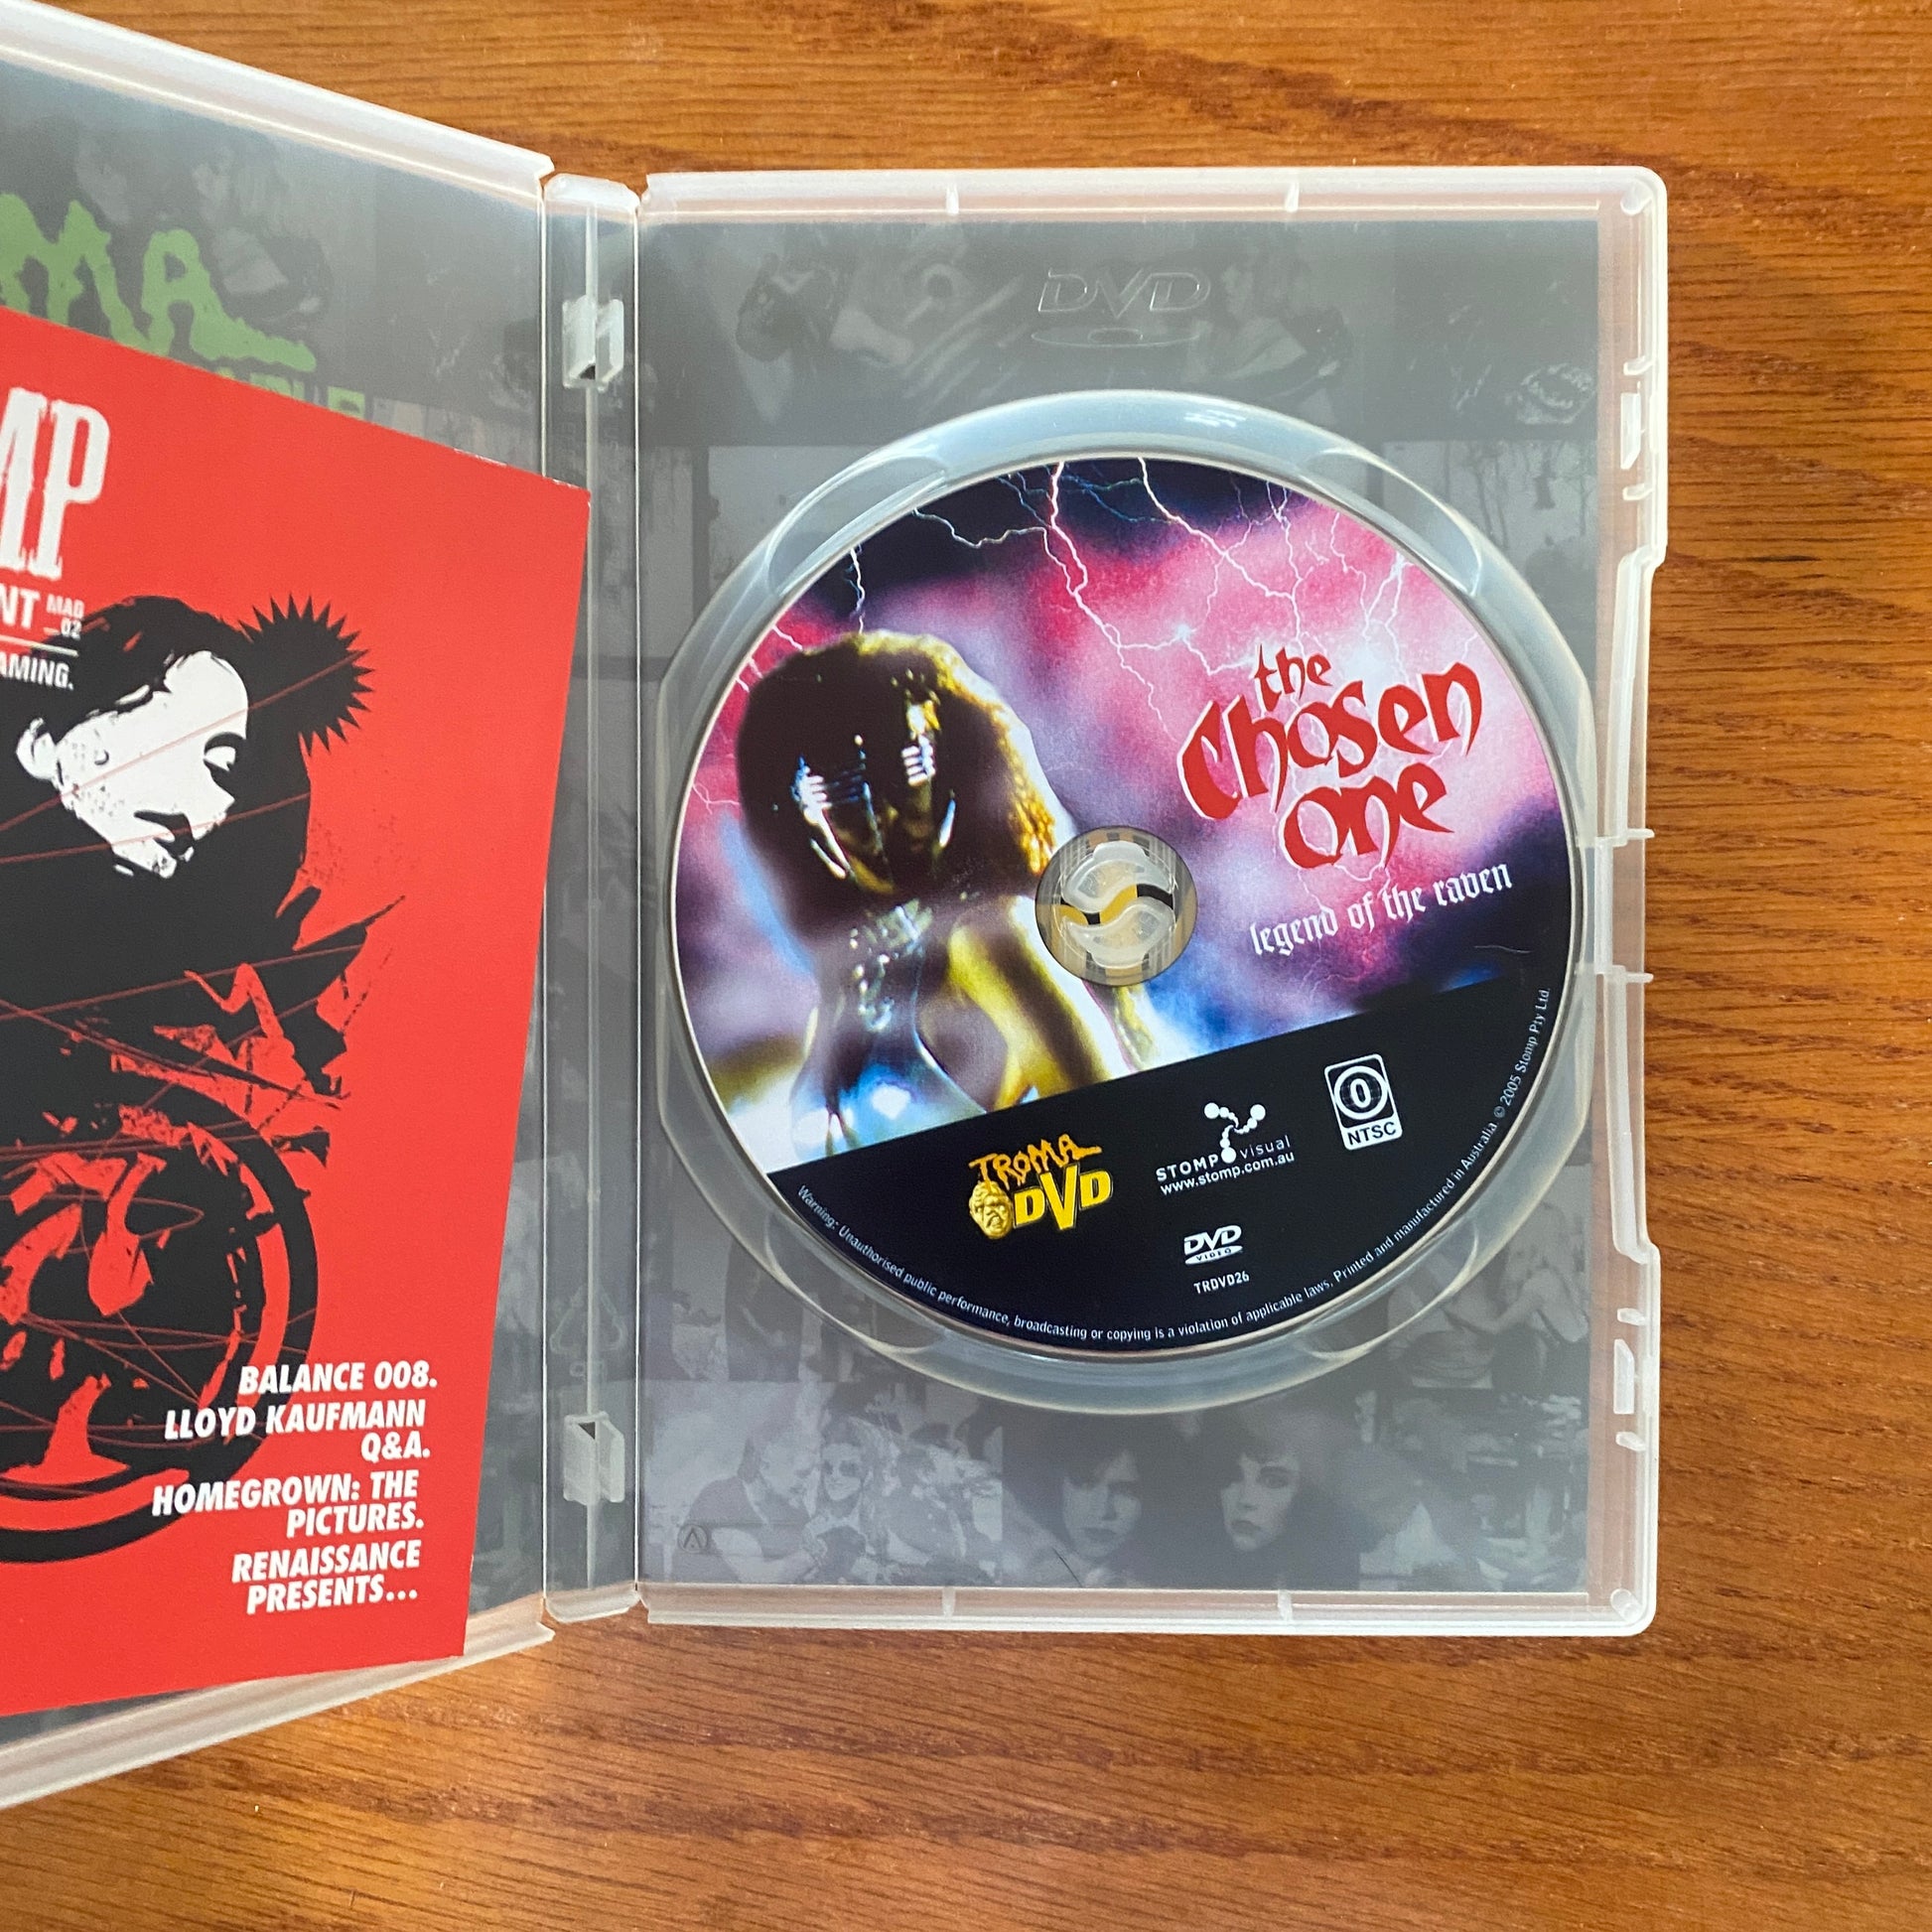 MA
MP
NT MAD
_02
AMING.
BALANCE 008.
LLOYD KAUFMANN
Q&A.
HOMEGROWN: THE
PICTURES.
RENAISSANCE
PRESENTS...
DVD
the
Chosen
one
legend of the raven
TROMA
DVD
STOMP visual
www.stomp.com.au
0
NTSC
DVD
VIDEO
TRDVD26
Warning: Unauthorised public performance, broadcasting or copying is a violation of applicable laws. Printed and manufactured in Australia. © 2005 Stomp Pty Ltd.